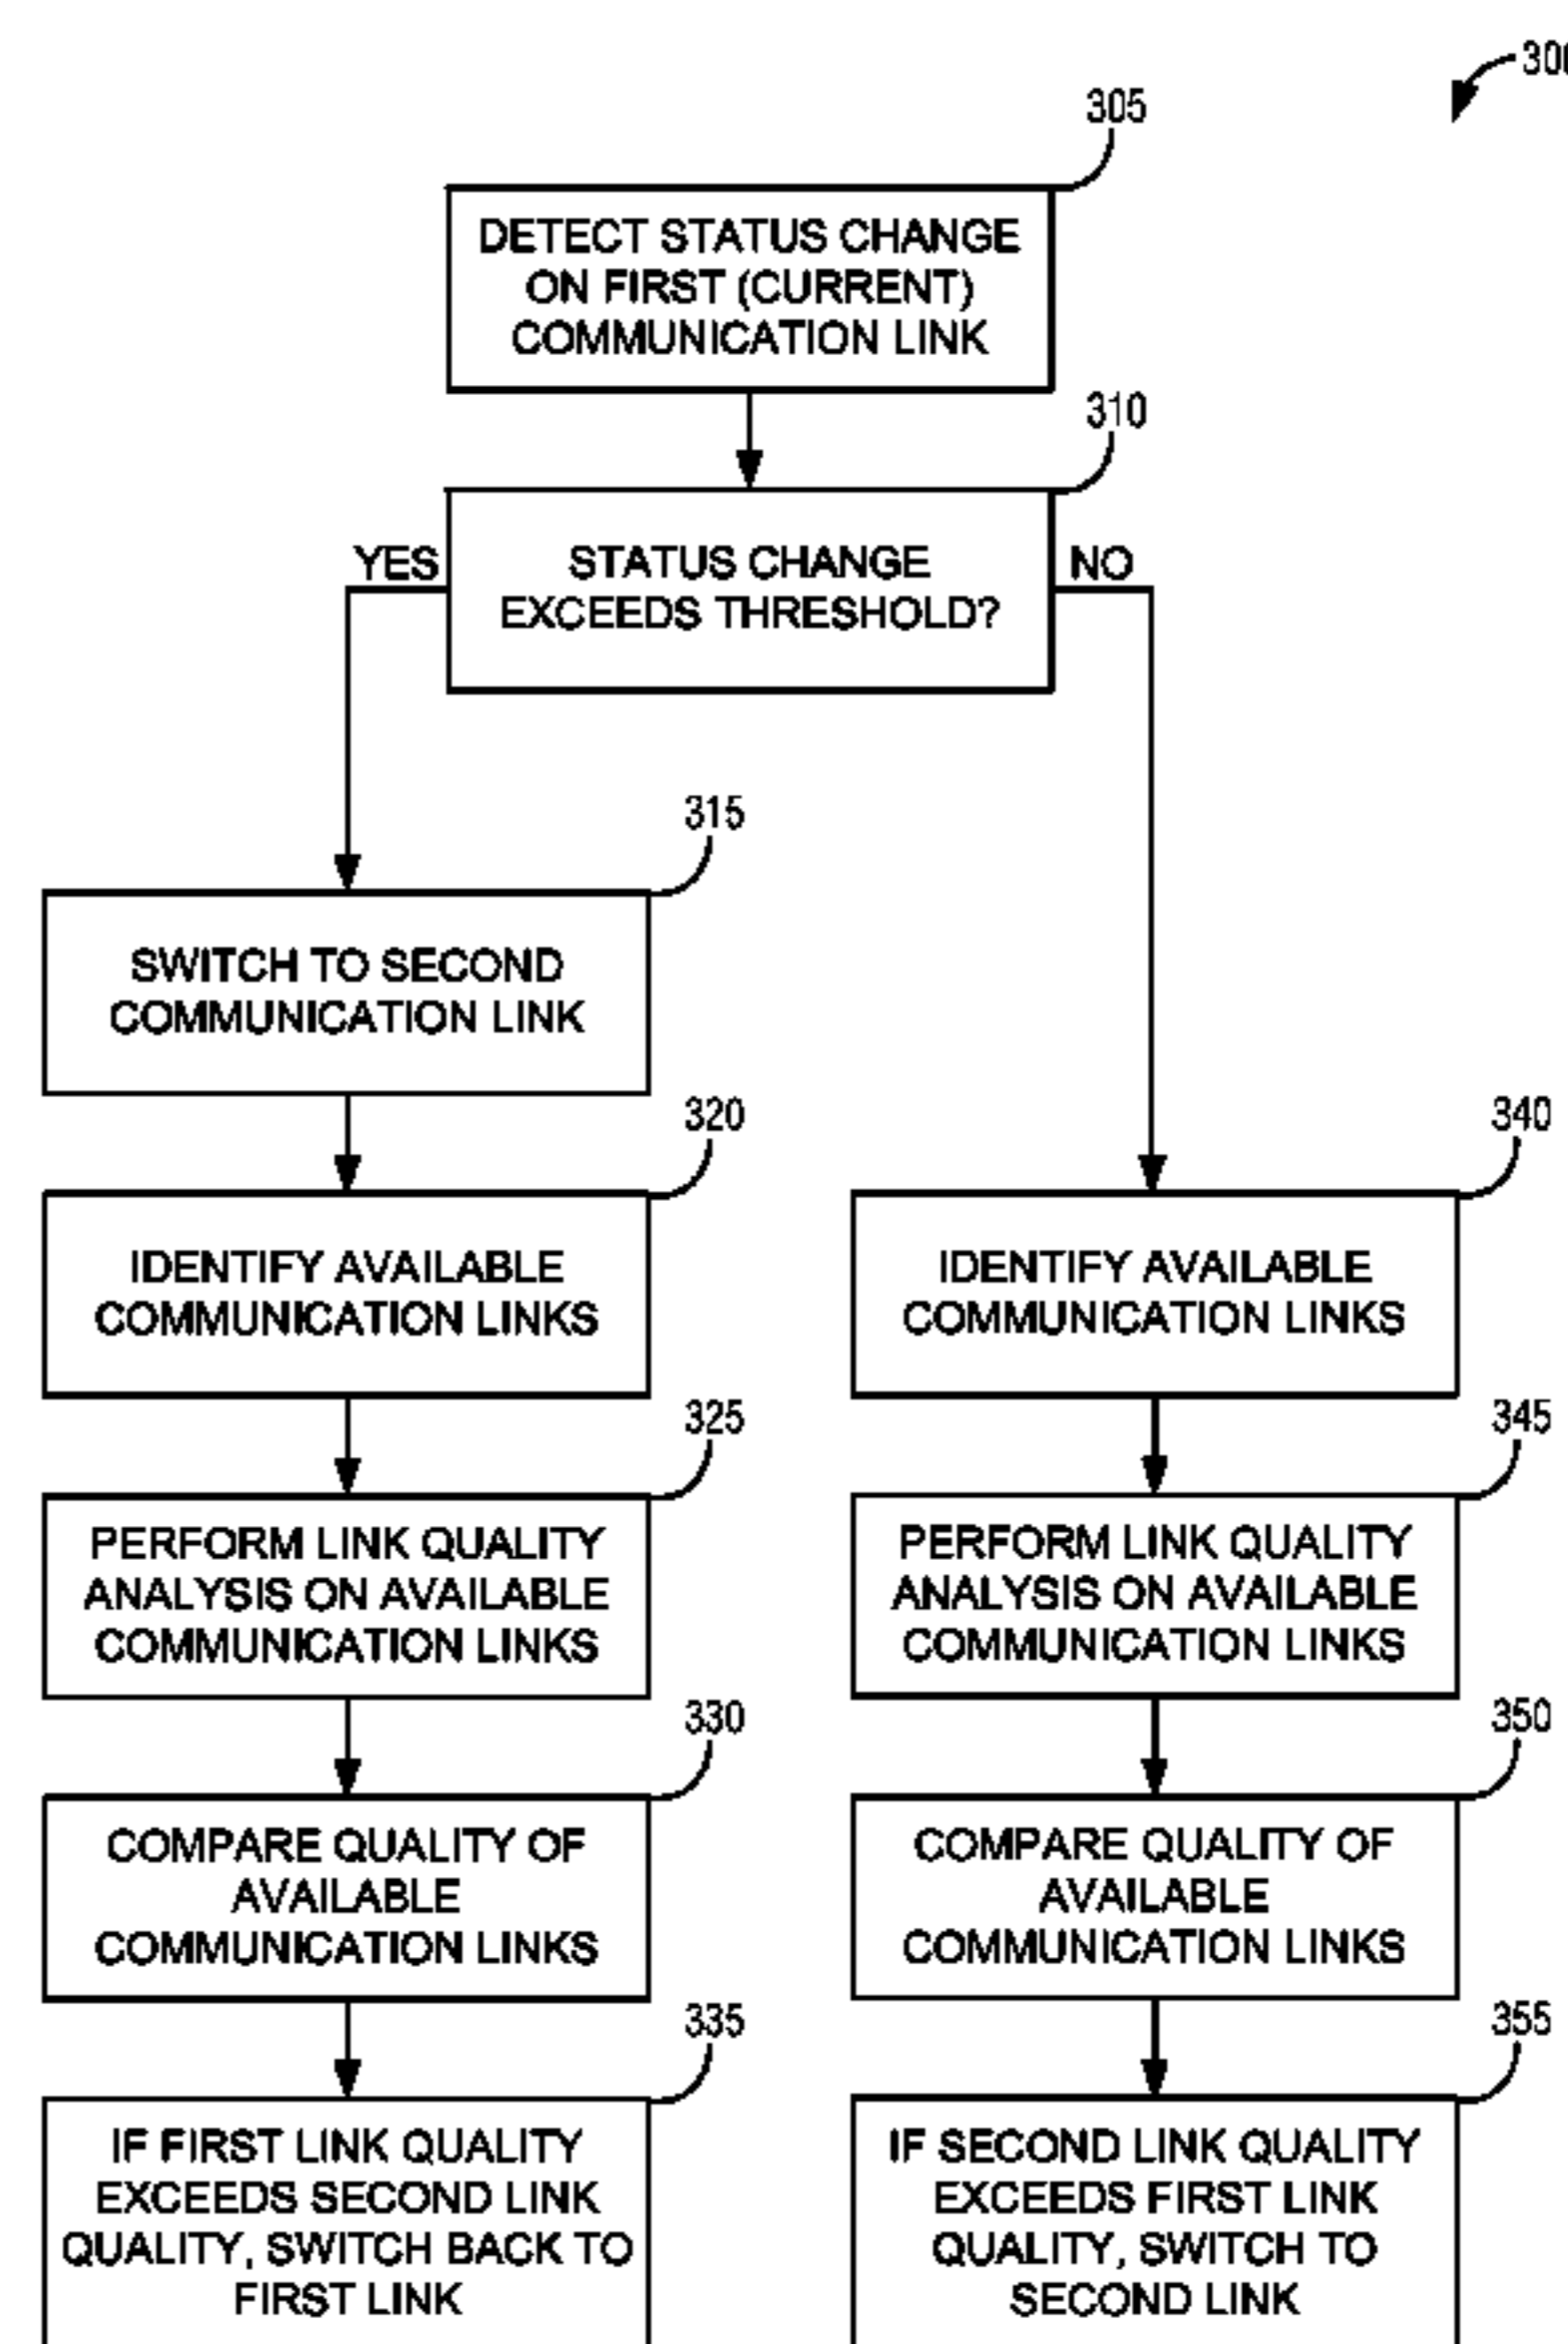 300
305
DETECT STATUS CHANGE
ON FIRST (CURRENT)
COMMUNICATION LINK
310
YES
STATUS CHANGE
EXCEEDS THRESHOLD?
NO
315
SWITCH TO SECOND
COMMUNICATION LINK
320
IDENTIFY AVAILABLE
COMMUNICATION LINKS
325
PERFORM LINK QUALITY
ANALYSIS ON AVAILABLE
COMMUNICATION LINKS
330
COMPARE QUALITY OF
AVAILABLE
COMMUNICATION LINKS
335
IF FIRST LINK QUALITY
EXCEEDS SECOND LINK
QUALITY, SWITCH BACK TO
FIRST LINK
340
IDENTIFY AVAILABLE
COMMUNICATION LINKS
345
PERFORM LINK QUALITY
ANALYSIS ON AVAILABLE
COMMUNICATION LINKS
350
COMPARE QUALITY OF
AVAILABLE
COMMUNICATION LINKS
355
IF SECOND LINK QUALITY
EXCEEDS FIRST LINK
QUALITY, SWITCH TO
SECOND LINK